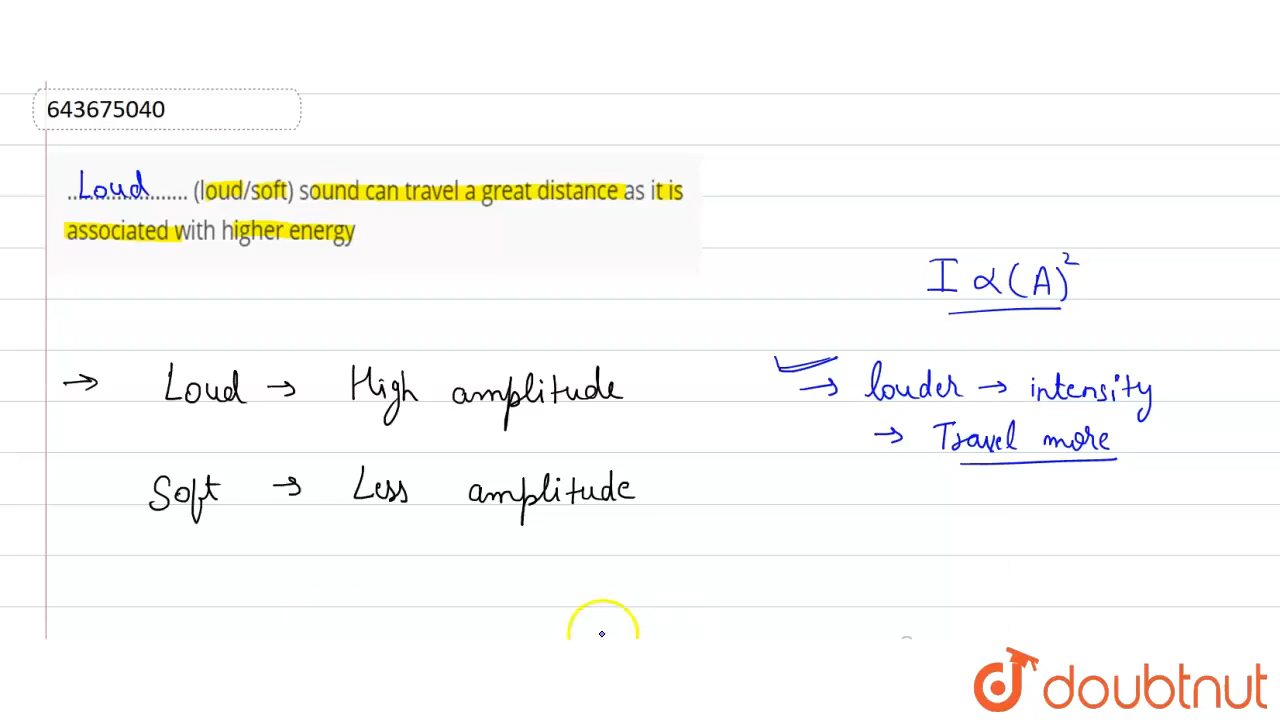 643675040
..Loud........ (loud/soft) sound can travel a great distance as it is
associated with higher energy
I ∝ (A)²
→ Loud → High amplitude
→ louder → intensity
→ Travel more
Soft → Less amplitude
doubtnut